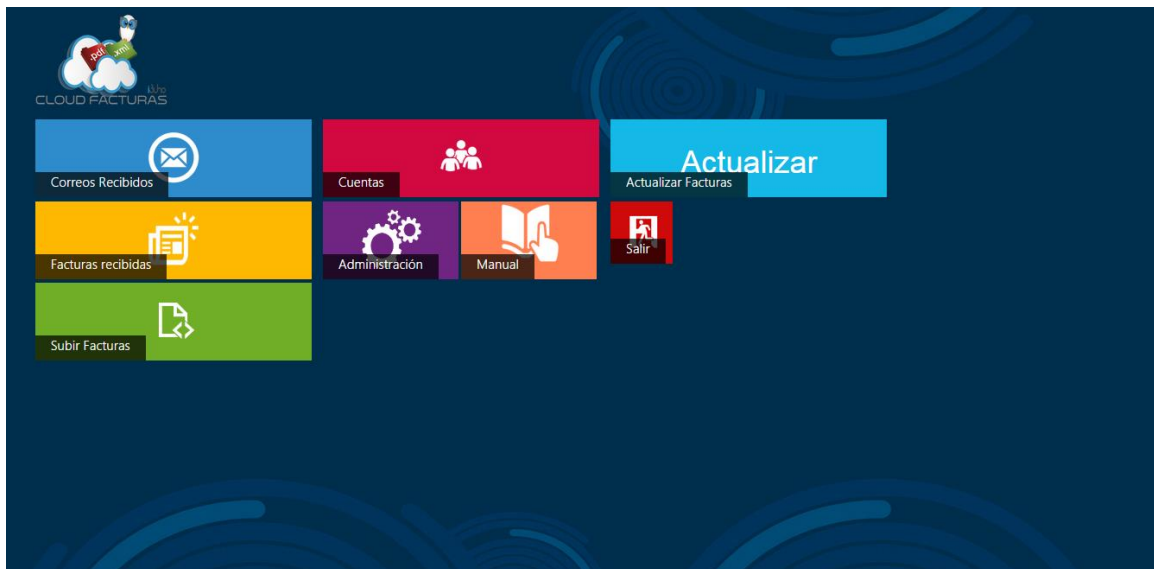 .pdf
.xml
CLOUD FACTURAS
Correos Recibidos
Cuentas
Actualizar
Actualizar Facturas
Facturas recibidas
Administración
Manual
Salir
Subir Facturas